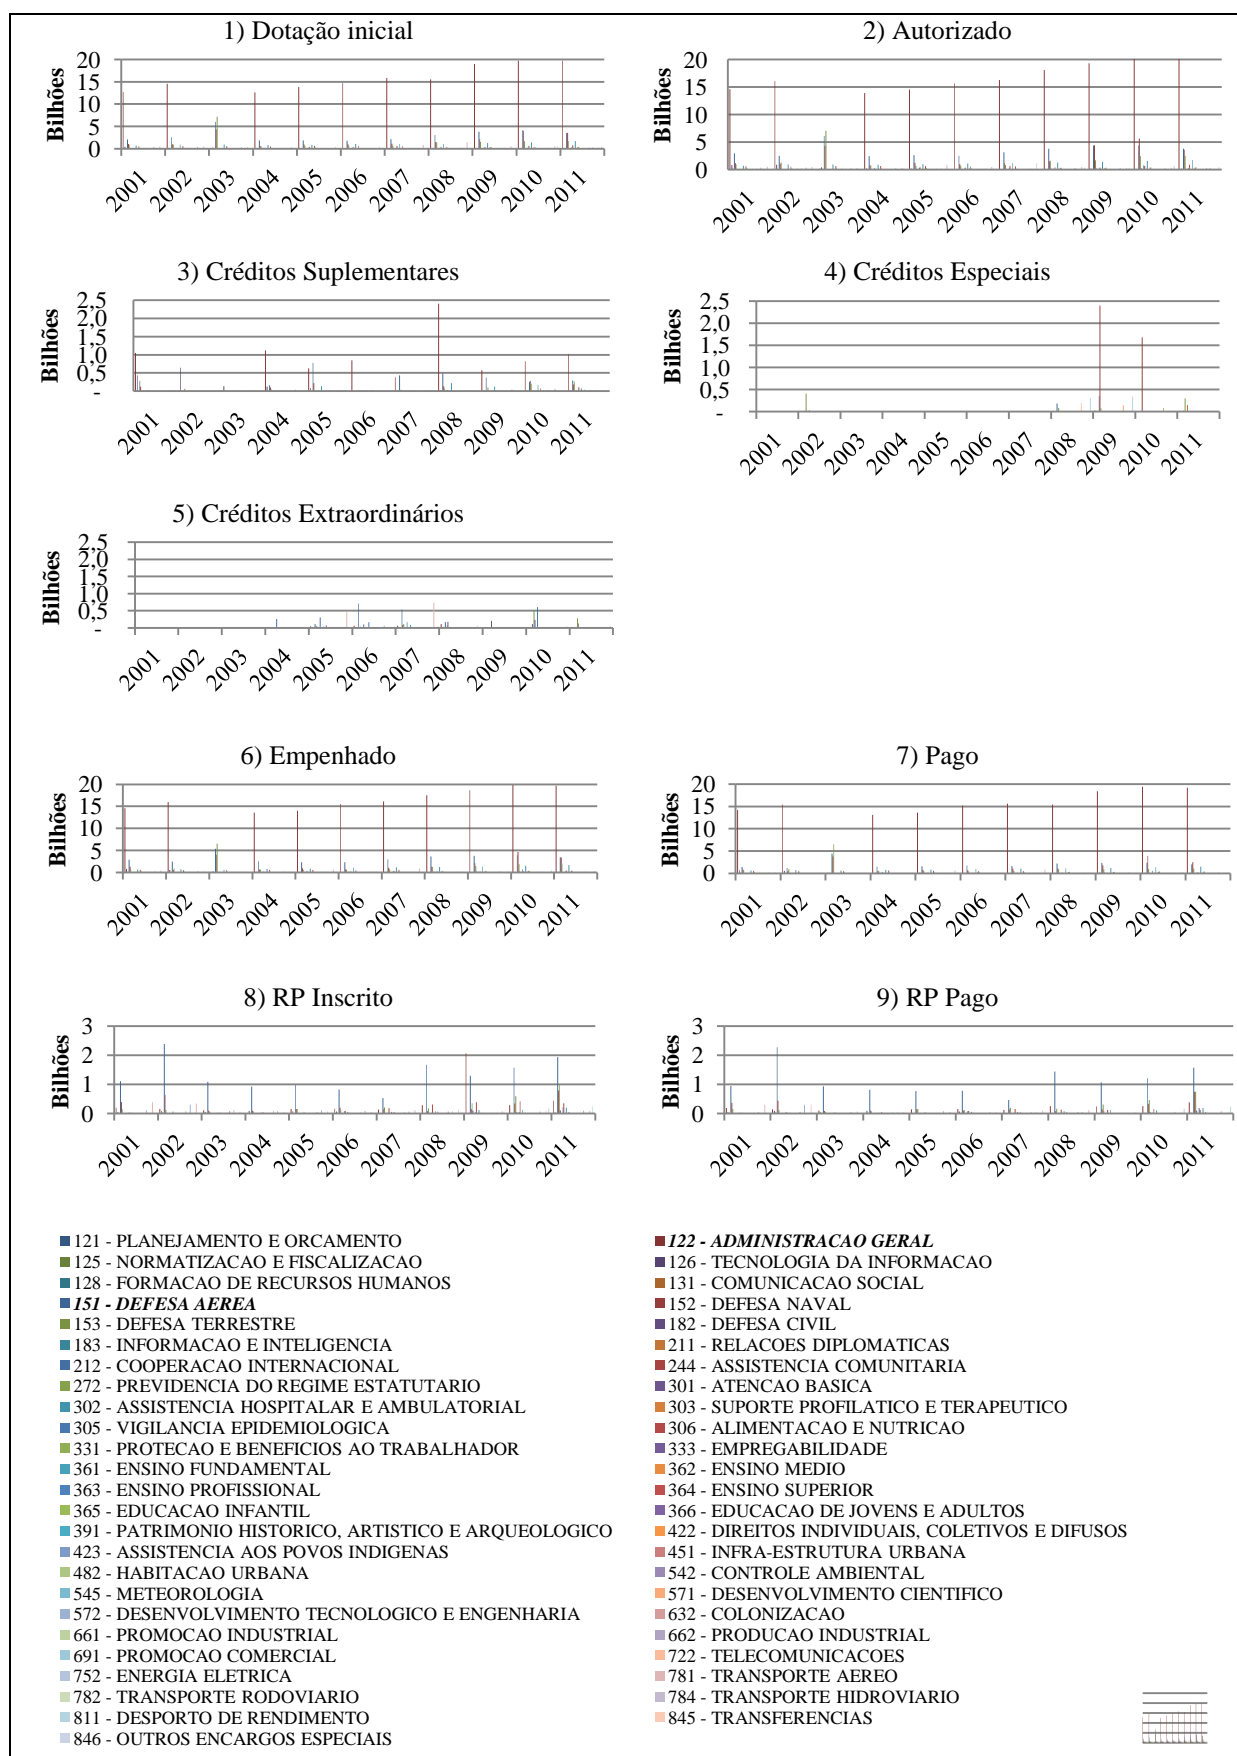 1) Dotação inicial
Bilhões
20
15
10
5
0
2001 2002 2003 2004 2005 2006 2007 2008 2009 2010 2011
2) Autorizado
Bilhões
20
15
10
5
0
2001 2002 2003 2004 2005 2006 2007 2008 2009 2010 2011
3) Créditos Suplementares
Bilhões
2,5
2,0
1,5
1,0
0,5
-
2001 2002 2003 2004 2005 2006 2007 2008 2009 2010 2011
4) Créditos Especiais
Bilhões
2,5
2,0
1,5
1,0
0,5
-
2001 2002 2003 2004 2005 2006 2007 2008 2009 2010 2011
5) Créditos Extraordinários
Bilhões
2,5
2,0
1,5
1,0
0,5
-
2001 2002 2003 2004 2005 2006 2007 2008 2009 2010 2011
6) Empenhado
Bilhões
20
15
10
5
0
2001 2002 2003 2004 2005 2006 2007 2008 2009 2010 2011
7) Pago
Bilhões
20
15
10
5
0
2001 2002 2003 2004 2005 2006 2007 2008 2009 2010 2011
8) RP Inscrito
Bilhões
3
2
1
0
2001 2002 2003 2004 2005 2006 2007 2008 2009 2010 2011
9) RP Pago
Bilhões
3
2
1
0
2001 2002 2003 2004 2005 2006 2007 2008 2009 2010 2011
121 - PLANEJAMENTO E ORCAMENTO
122 - ADMINISTRACAO GERAL
125 - NORMATIZACAO E FISCALIZACAO
126 - TECNOLOGIA DA INFORMACAO
128 - FORMACAO DE RECURSOS HUMANOS
131 - COMUNICACAO SOCIAL
151 - DEFESA AEREA
152 - DEFESA NAVAL
153 - DEFESA TERRESTRE
182 - DEFESA CIVIL
183 - INFORMACAO E INTELIGENCIA
211 - RELACOES DIPLOMATICAS
212 - COOPERACAO INTERNACIONAL
244 - ASSISTENCIA COMUNITARIA
272 - PREVIDENCIA DO REGIME ESTATUTARIO
301 - ATENCAO BASICA
302 - ASSISTENCIA HOSPITALAR E AMBULATORIAL
303 - SUPORTE PROFILATICO E TERAPEUTICO
305 - VIGILANCIA EPIDEMIOLOGICA
306 - ALIMENTACAO E NUTRICAO
331 - PROTECAO E BENEFICIOS AO TRABALHADOR
333 - EMPREGABILIDADE
361 - ENSINO FUNDAMENTAL
362 - ENSINO MEDIO
363 - ENSINO PROFISSIONAL
364 - ENSINO SUPERIOR
365 - EDUCACAO INFANTIL
366 - EDUCACAO DE JOVENS E ADULTOS
391 - PATRIMONIO HISTORICO, ARTISTICO E ARQUEOLOGICO
422 - DIREITOS INDIVIDUAIS, COLETIVOS E DIFUSOS
423 - ASSISTENCIA AOS POVOS INDIGENAS
451 - INFRA-ESTRUTURA URBANA
482 - HABITACAO URBANA
542 - CONTROLE AMBIENTAL
545 - METEOROLOGIA
571 - DESENVOLVIMENTO CIENTIFICO
572 - DESENVOLVIMENTO TECNOLOGICO E ENGENHARIA
632 - COLONIZACAO
661 - PROMOCAO INDUSTRIAL
662 - PRODUCAO INDUSTRIAL
691 - PROMOCAO COMERCIAL
722 - TELECOMUNICACOES
752 - ENERGIA ELETRICA
781 - TRANSPORTE AEREO
782 - TRANSPORTE RODOVIARIO
784 - TRANSPORTE HIDROVIARIO
811 - DESPORTO DE RENDIMENTO
845 - TRANSFERENCIAS
846 - OUTROS ENCARGOS ESPECIAIS